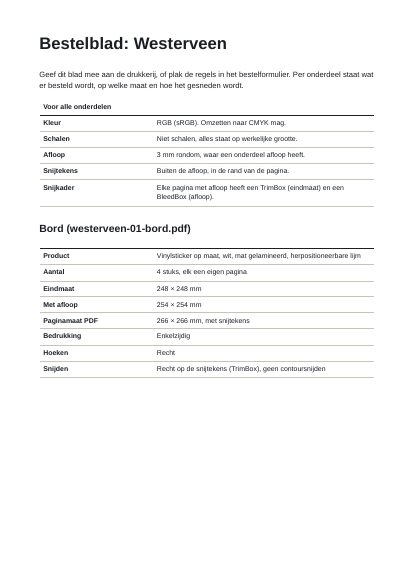 Bestelblad: Westerveen
Geef dit blad mee aan de drukkerij, of plak de regels in het bestelformulier. Per onderdeel staat wat
er besteld wordt, op welke maat en hoe het gesneden wordt.
Voor alle onderdelen
Kleur RGB (sRGB). Omzetten naar CMYK mag.
Schalen Niet schalen, alles staat op werkelijke grootte.
Afloop 3 mm rondom, waar een onderdeel afloop heeft.
Snijtekens Buiten de afloop, in de rand van de pagina.
Snijkader Elke pagina met afloop heeft een TrimBox (eindmaat) en een
BleedBox (afloop).
Bord (westerveen-01-bord.pdf)
Product Vinylsticker op maat, wit, mat gelamineerd, herpositioneerbare lijm
Aantal 4 stuks, elk een eigen pagina
Eindmaat 248 × 248 mm
Met afloop 254 × 254 mm
Paginamaat PDF 266 × 266 mm, met snijtekens
Bedrukking Enkelzijdig
Hoeken Recht
Snijden Recht op de snijtekens (TrimBox), geen contoursnijden